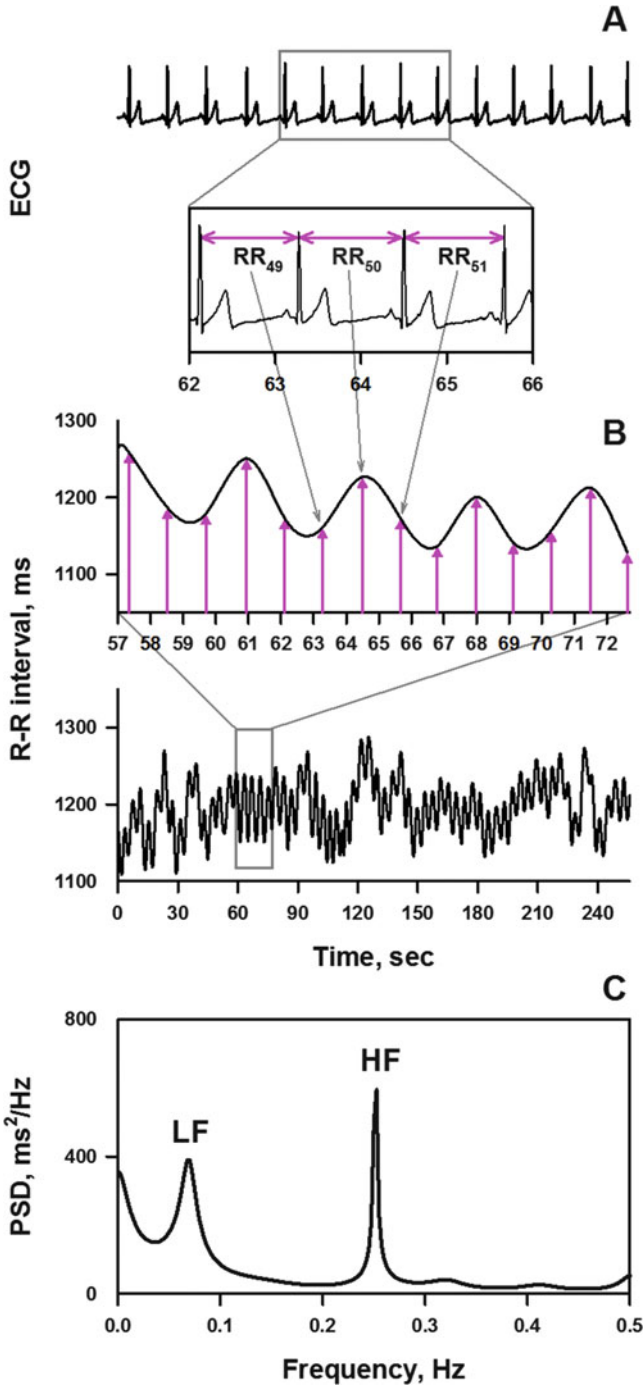 A
ECG
RR49 RR50 RR51
62 63 64 65 66
B
R-R interval, ms
1300
1200
1100
57 58 59 60 61 62 63 64 65 66 67 68 69 70 71 72
1300
1200
1100
0 30 60 90 120 150 180 210 240
Time, sec
C
PSD, ms²/Hz
800
HF
LF
400
0
0.0 0.1 0.2 0.3 0.4 0.5
Frequency, Hz